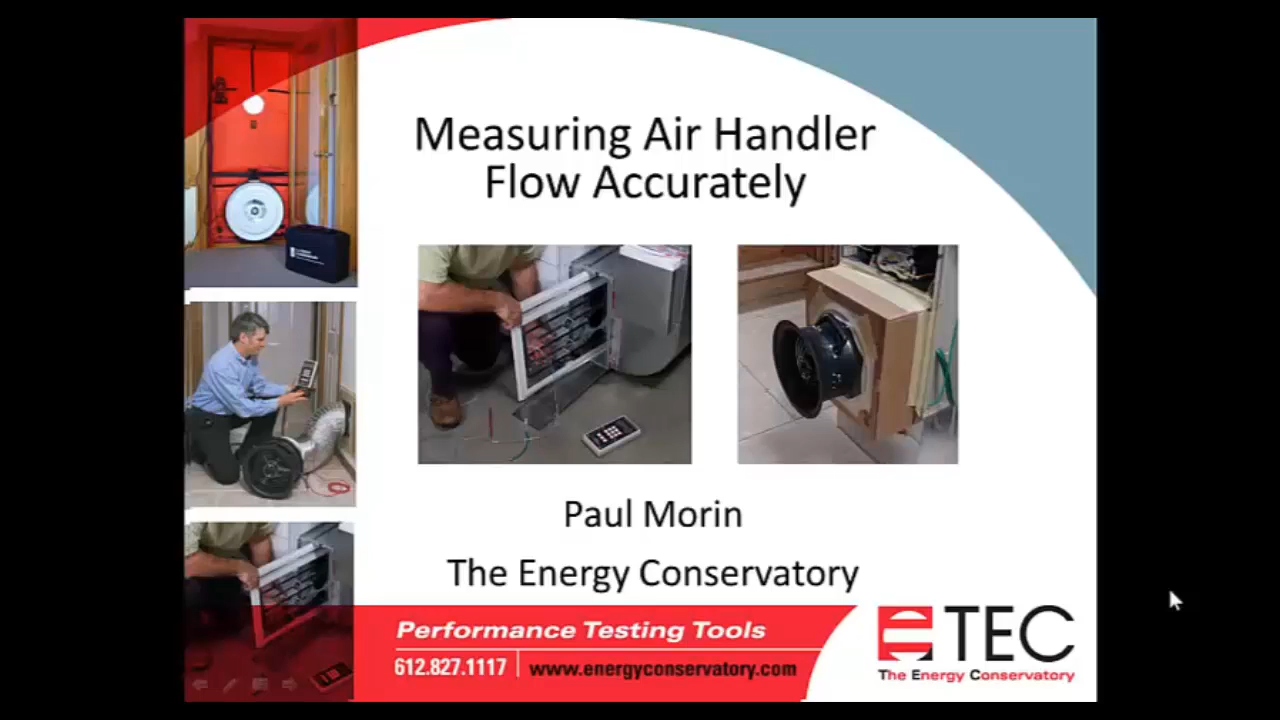 Measuring Air Handler
Flow Accurately
Paul Morin
The Energy Conservatory
Performance Testing Tools
612.827.1117 www.energyconservatory.com
TEC
The Energy Conservatory